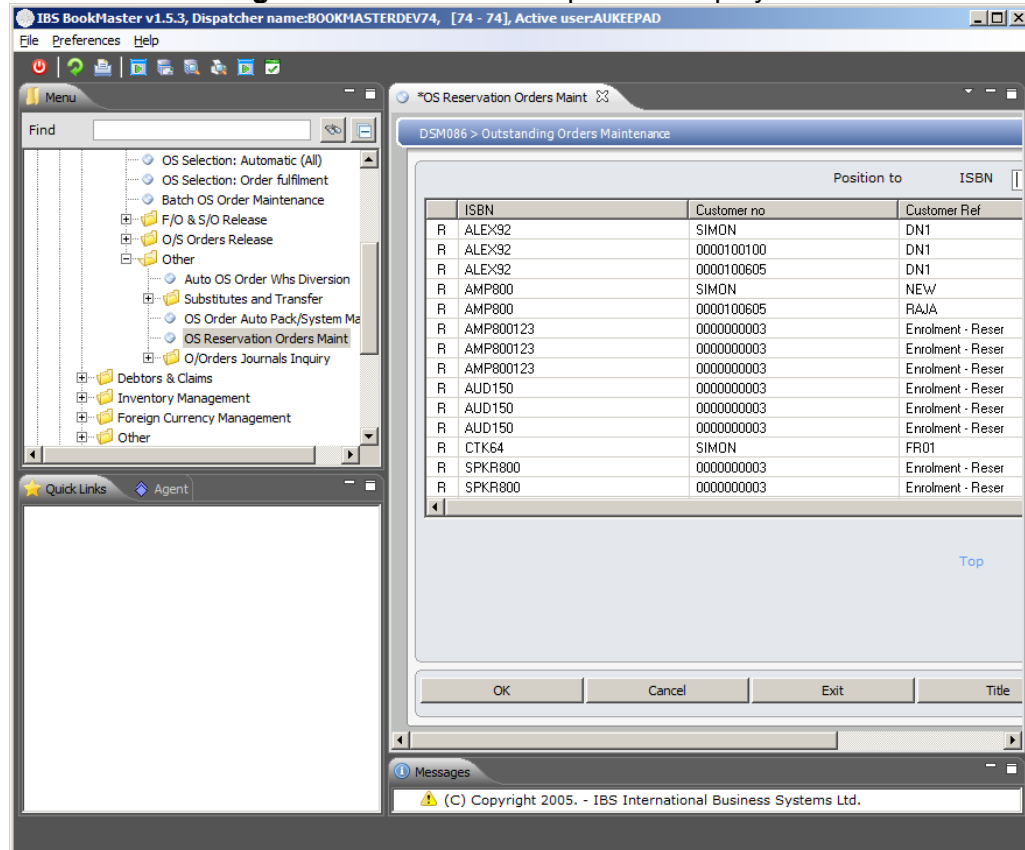 IBS BookMaster v1.5.3, Dispatcher name:BOOKMASTERDEV74, [74 - 74], Active user:AUKEEPAD
File Preferences Help
Menu
Find
OS Selection: Automatic (All)
OS Selection: Order fulfilment
Batch OS Order Maintenance
F/O & S/O Release
O/S Orders Release
Other
Auto OS Order Whs Diversion
Substitutes and Transfer
OS Order Auto Pack/System Ma
OS Reservation Orders Maint
O/Orders Journals Inquiry
Debtors & Claims
Inventory Management
Foreign Currency Management
Other
Quick Links Agent
*OS Reservation Orders Maint
DSM086 > Outstanding Orders Maintenance
Position to ISBN
ISBN Customer no Customer Ref
R ALEX92 SIMON DN1
R ALEX92 0000100100 DN1
R ALEX92 0000100605 DN1
R AMP800 SIMON NEW
R AMP800 0000100605 RAJA
R AMP800123 0000000003 Enrolment - Reser
R AMP800123 0000000003 Enrolment - Reser
R AMP800123 0000000003 Enrolment - Reser
R AUD150 0000000003 Enrolment - Reser
R AUD150 0000000003 Enrolment - Reser
R AUD150 0000000003 Enrolment - Reser
R CTK64 SIMON FR01
R SPKR800 0000000003 Enrolment - Reser
R SPKR800 0000000003 Enrolment - Reser
Top
OK Cancel Exit Title
Messages
(C) Copyright 2005. - IBS International Business Systems Ltd.